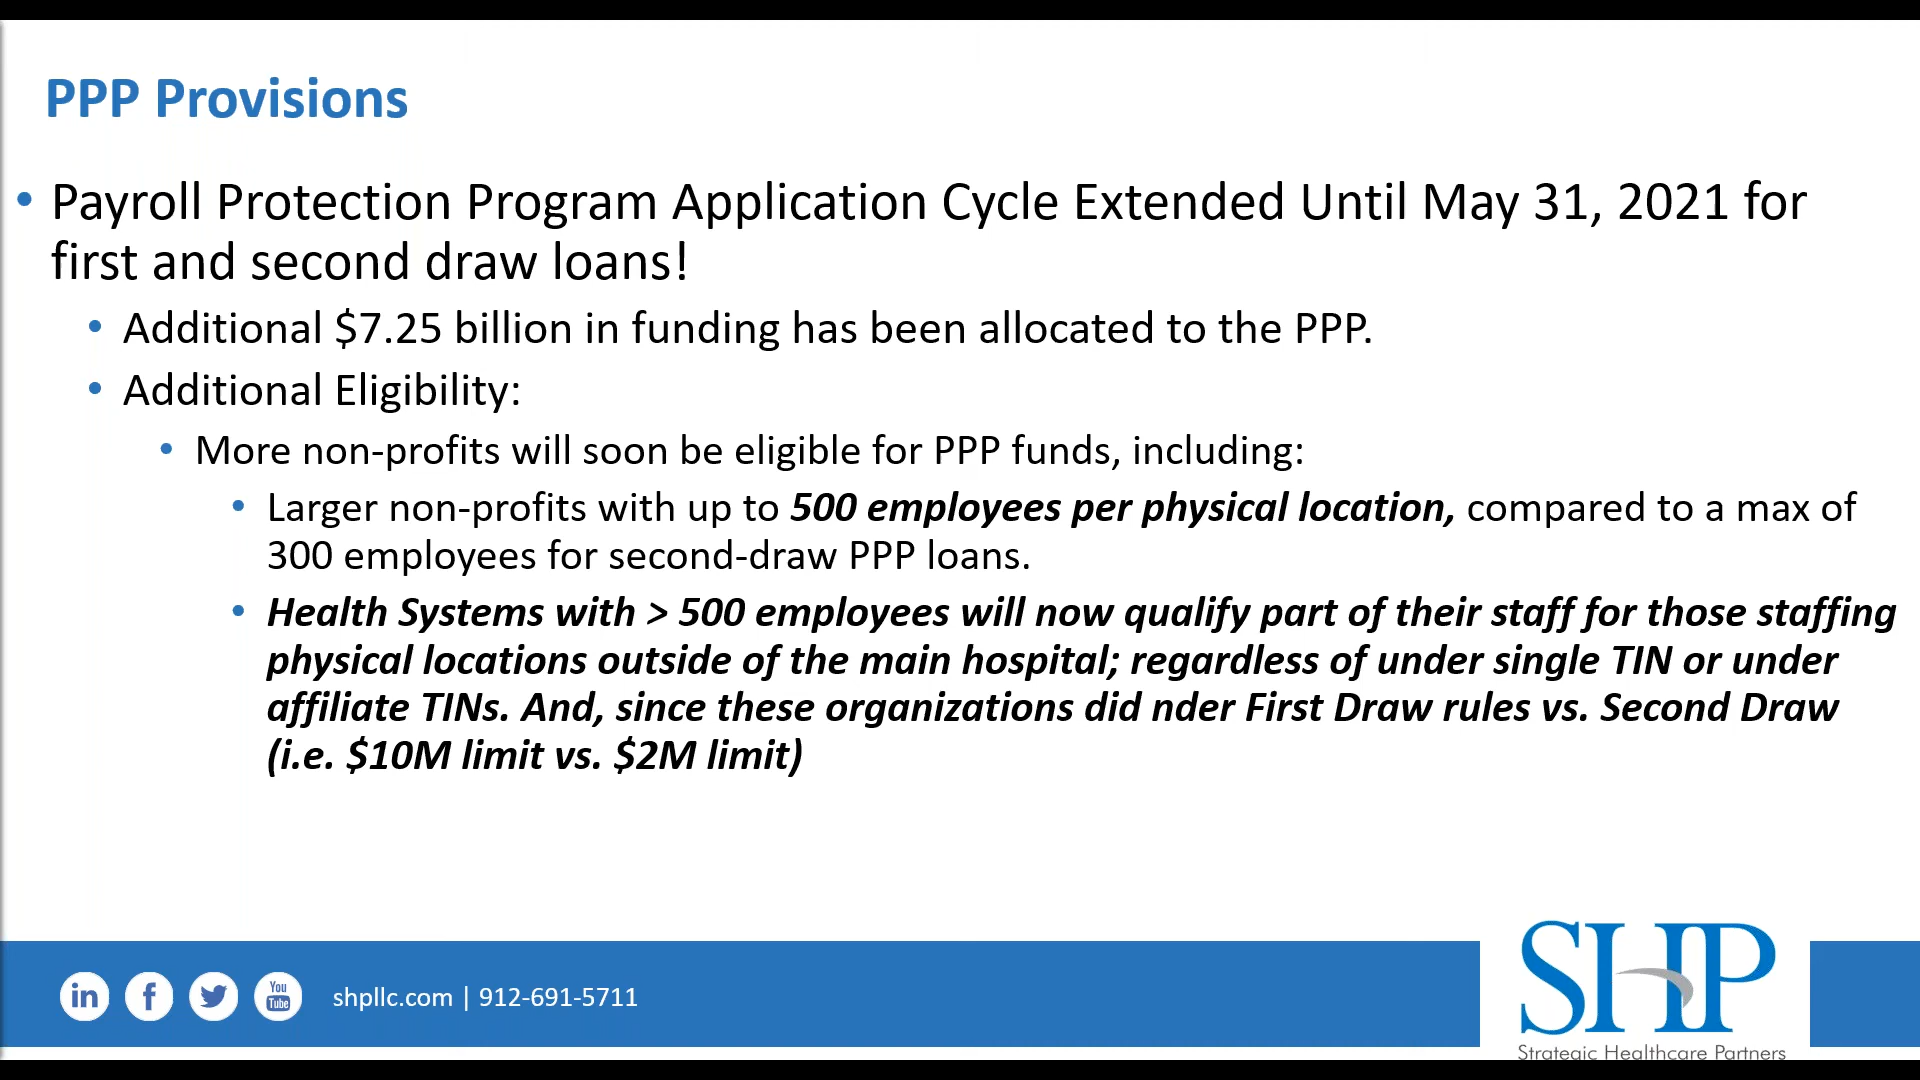 PPP Provisions
• Payroll Protection Program Application Cycle Extended Until May 31, 2021 for
first and second draw loans!
• Additional $7.25 billion in funding has been allocated to the PPP.
• Additional Eligibility:
• More non-profits will soon be eligible for PPP funds, including:
• Larger non-profits with up to 500 employees per physical location, compared to a max of
300 employees for second-draw PPP loans.
• Health Systems with > 500 employees will now qualify part of their staff for those staffing
physical locations outside of the main hospital; regardless of under single TIN or under
affiliate TINs. And, since these organizations did nder First Draw rules vs. Second Draw
(i.e. $10M limit vs. $2M limit)
in f You Tube shpllc.com | 912-691-5711
SHP
Strategic Healthcare Partners